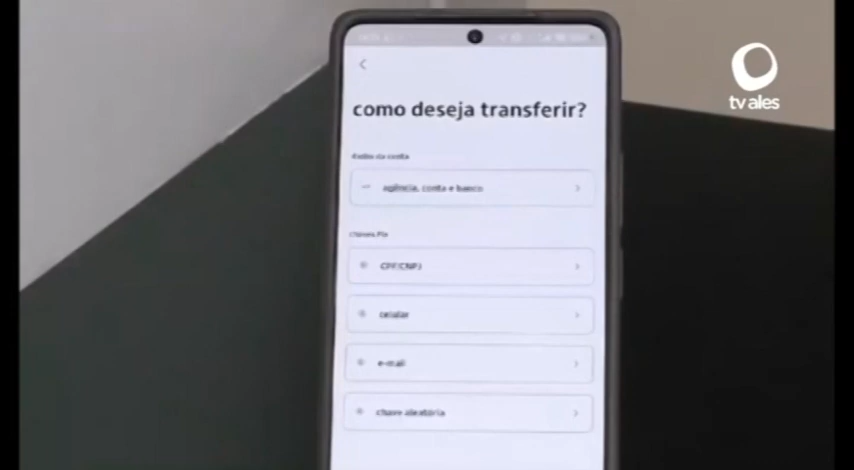 tv ales
como deseja transferir?
dados da conta
agência, conta e banco
chaves Pix
CPF/CNPJ
celular
e-mail
chave aleatória